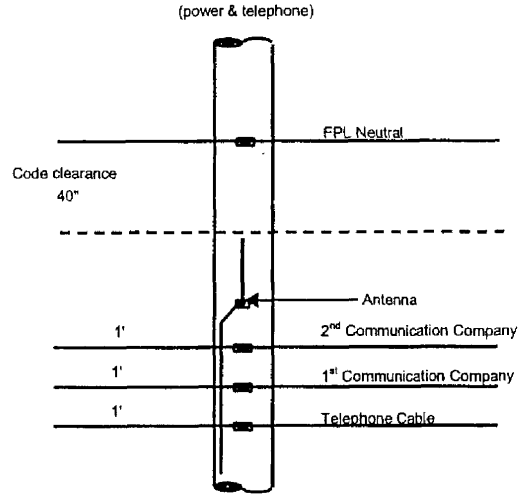 (power & telephone)
FPL Neutral
Code clearance
40"
Antenna
1'
2nd Communication Company
1'
1st Communication Company
1'
Telephone Cable